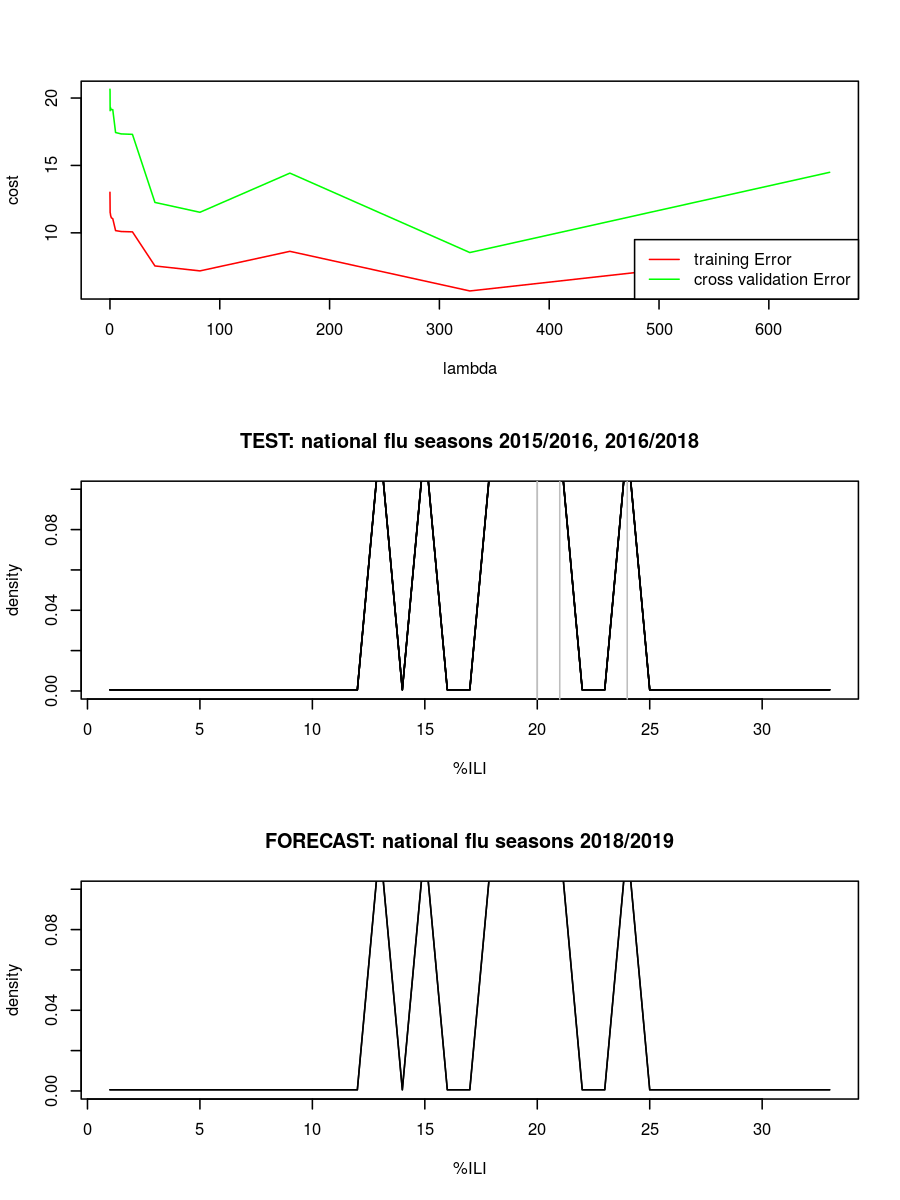 cost
20
15
10
training Error
cross validation Error
0 100 200 300 400 500 600
lambda
TEST: national flu seasons 2015/2016, 2016/2018
density
0.08
0.04
0.00
0 5 10 15 20 25 30
%ILI
FORECAST: national flu seasons 2018/2019
density
0.08
0.04
0.00
0 5 10 15 20 25 30
%ILI